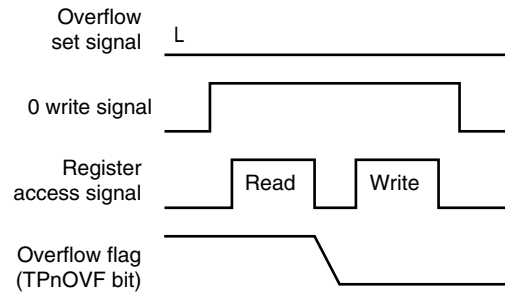 Overflow
set signal
L
0 write signal
Register
access signal
Read
Write
Overflow flag
(TPnOVF bit)